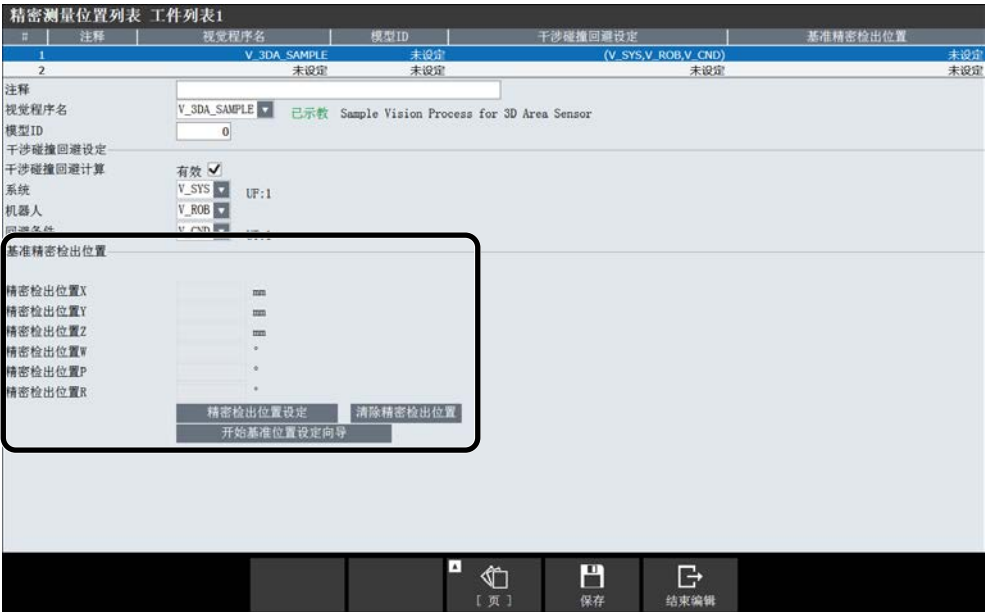 精密测量位置列表 工件列表1
# 注释 视觉程序名 模型ID 干涉碰撞回避设定 基准精密检出位置
1 V_3DA_SAMPLE 未设定 (V_SYS,V_ROB,V_CND) 未设定
2 未设定 未设定 未设定 未设定
注释
视觉程序名 V_3DA_SAMPLE 已示教 Sample Vision Process for 3D Area Sensor
模型ID 0
干涉碰撞回避设定
干涉碰撞回避计算 有效
系统 V_SYS UF:1
机器人 V_ROB
回避条件 V_CND
基准精密检出位置
精密检出位置X mm
精密检出位置Y mm
精密检出位置Z mm
精密检出位置W °
精密检出位置P °
精密检出位置R °
精密检出位置设定 清除精密检出位置
开始基准位置设定向导
[ 页 ] 保存 结束编辑